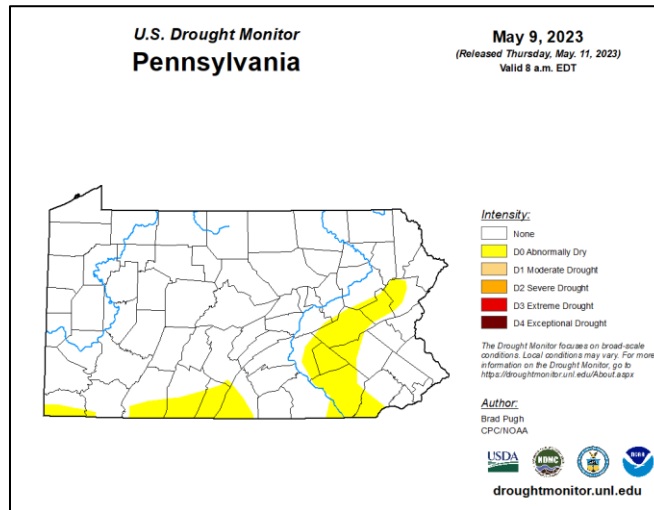 U.S. Drought Monitor
Pennsylvania
May 9, 2023
(Released Thursday, May. 11, 2023)
Valid 8 a.m. EDT
Intensity:
None
D0 Abnormally Dry
D1 Moderate Drought
D2 Severe Drought
D3 Extreme Drought
D4 Exceptional Drought
The Drought Monitor focuses on broad-scale
conditions. Local conditions may vary. For more
information on the Drought Monitor, go to
https://droughtmonitor.unl.edu/About.aspx
Author:
Brad Pugh
CPC/NOAA
USDA
NDMC
droughtmonitor.unl.edu